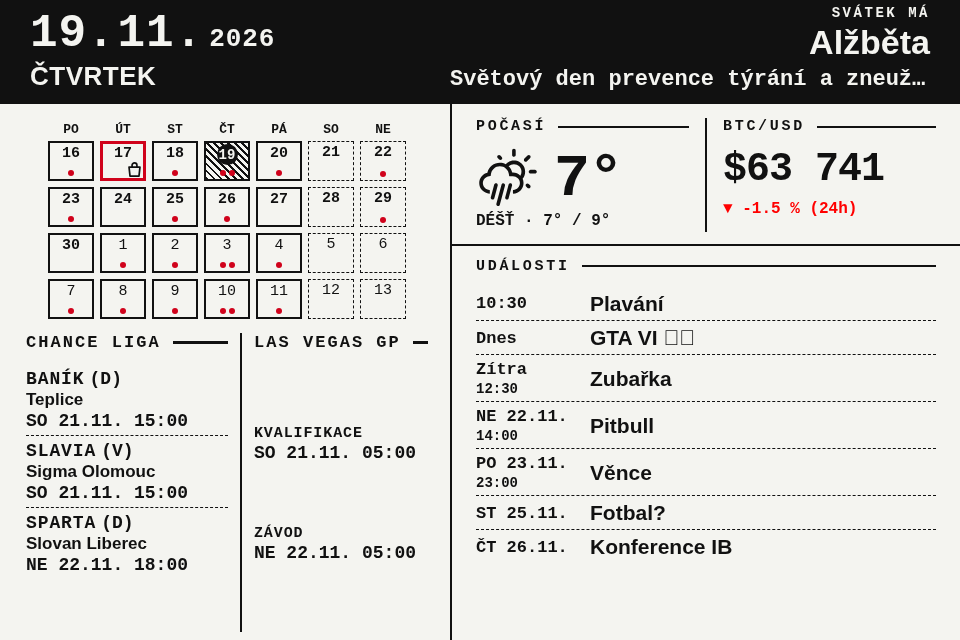 19.11. 2026
ČTVRTEK
SVÁTEK MÁ
Alžběta
Světový den prevence týrání a zneuž…
PO ÚT ST ČT PÁ SO NE
16 17 18 19 20 21 22
23 24 25 26 27 28 29
30 1 2 3 4 5 6
7 8 9 10 11 12 13
CHANCE LIGA
BANÍK (D)
Teplice
SO 21.11. 15:00
SLAVIA (V)
Sigma Olomouc
SO 21.11. 15:00
SPARTA (D)
Slovan Liberec
NE 22.11. 18:00
LAS VEGAS GP
KVALIFIKACE
SO 21.11. 05:00
ZÁVOD
NE 22.11. 05:00
POČASÍ
7°
DÉŠŤ · 7° / 9°
BTC/USD
$63 741
▼ -1.5 % (24h)
UDÁLOSTI
10:30 Plavání
Dnes GTA VI
Zítra
12:30
Zubařka
NE 22.11.
14:00
Pitbull
PO 23.11.
23:00
Věnce
ST 25.11. Fotbal?
ČT 26.11. Konference IB